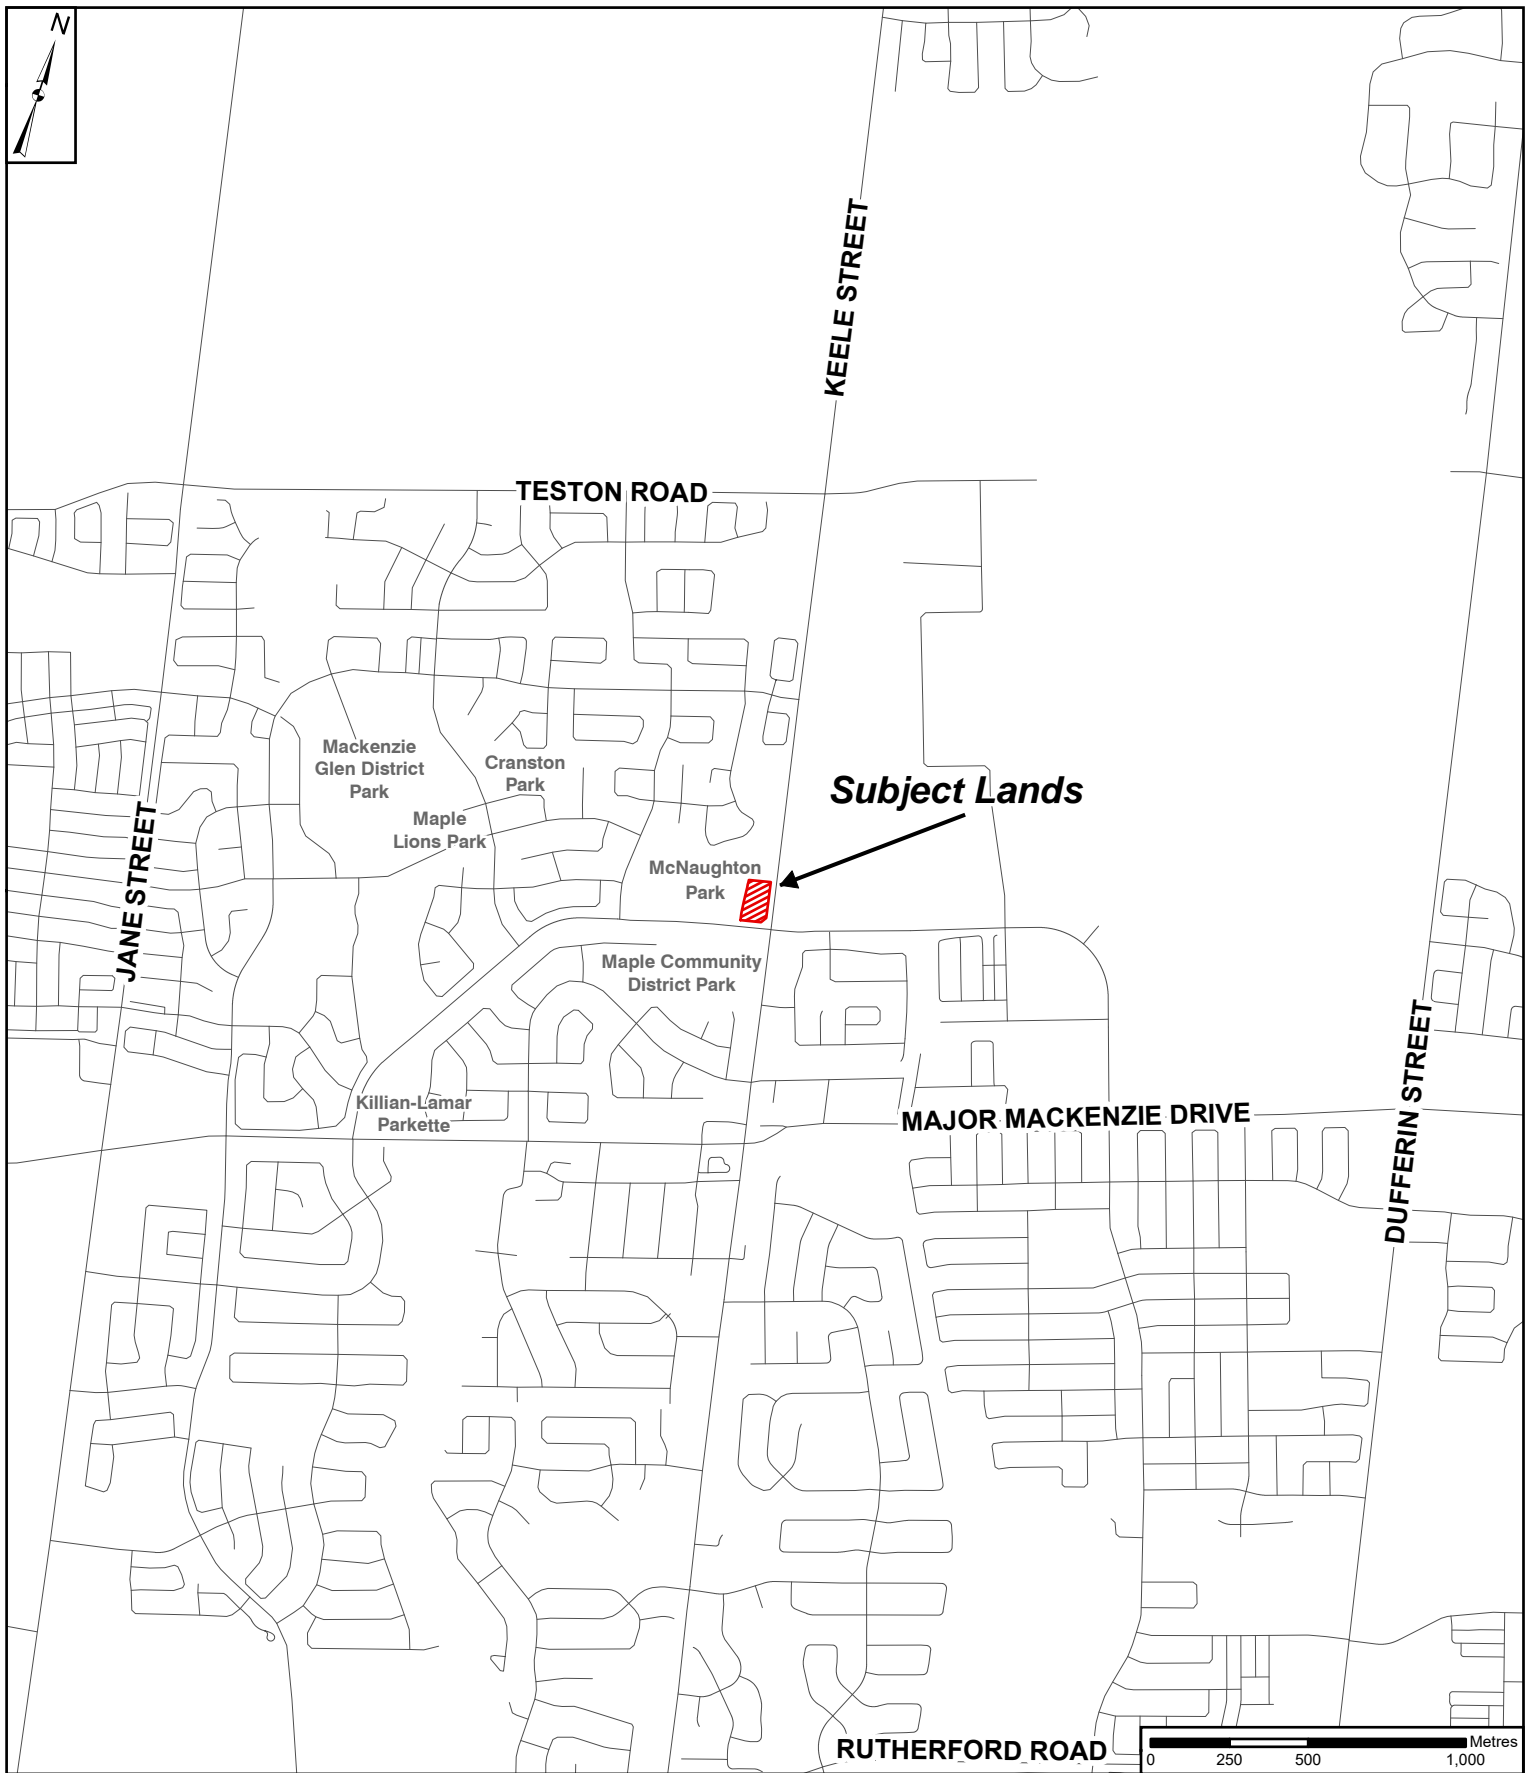 N
KEELE STREET
TESTON ROAD
Mackenzie
Glen District
Park
Cranston
Park
Maple
Lions Park
Subject Lands
McNaughton
Park
JANE STREET
Maple Community
District Park
Killian-Lamar
Parkette
MAJOR MACKENZIE DRIVE
DUFFERIN STREET
RUTHERFORD ROAD
Metres
0 250 500 1,000